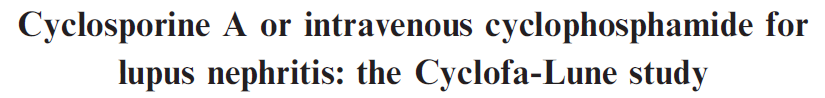 Cyclosporine A or intravenous cyclophosphamide for
lupus nephritis: the Cyclofa-Lune study